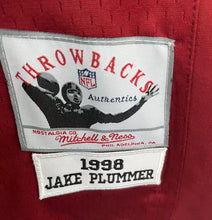 THROWBACKS
NFL
Authentics
NOSTALGIA CO.
Mitchell & Ness
PHILADELPHIA, PA
1998
JAKE PLUMMER